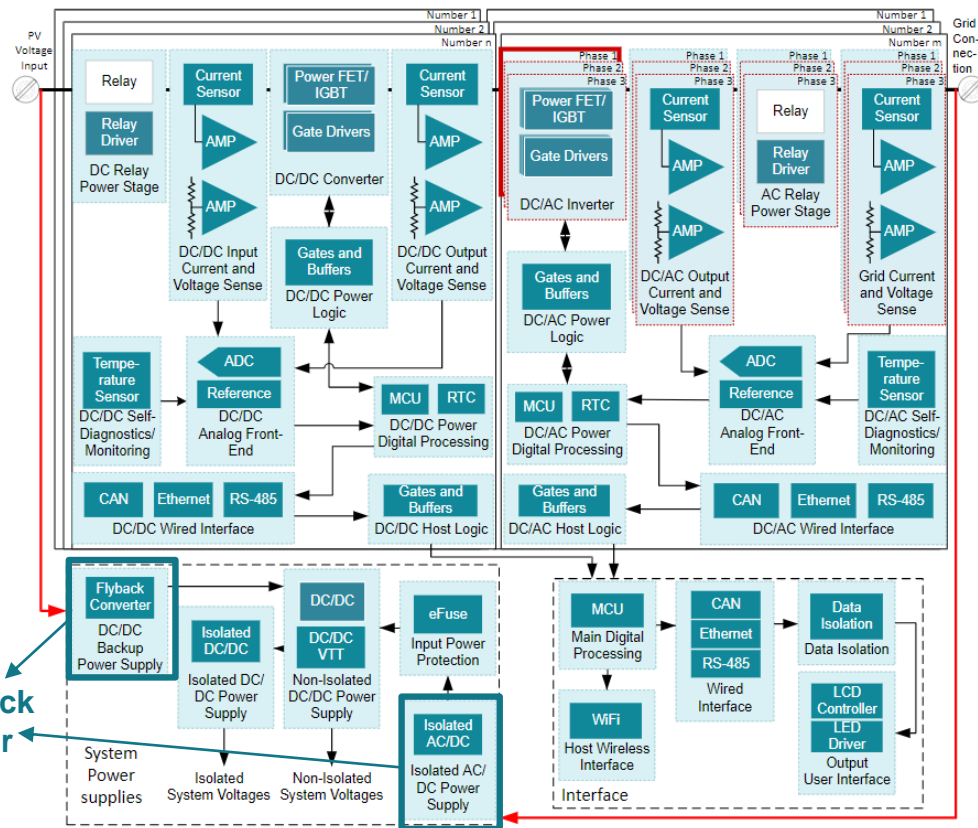 Number 1
Number 2
Number n
Number 1
Number 2
Number m
PV
Voltage
Input
Grid
Con-
nec-
tion
Relay
Relay
Driver
DC Relay
Power Stage
Current
Sensor
AMP
AMP
DC/DC Input
Current and
Voltage Sense
Power FET/
IGBT
Gate Drivers
DC/DC Converter
Gates and
Buffers
DC/DC Power
Logic
Current
Sensor
AMP
AMP
DC/DC Output
Current and
Voltage Sense
Phase 1
Phase 2
Phase 3
Power FET/
IGBT
Gate Drivers
DC/AC Inverter
Gates and
Buffers
DC/AC Power
Logic
Phase 1
Phase 2
Phase 3
Current
Sensor
AMP
AMP
DC/AC Output
Current and
Voltage Sense
Phase 1
Phase 2
Phase 3
Relay
Relay
Driver
AC Relay
Power Stage
Phase 1
Phase 2
Phase 3
Current
Sensor
AMP
AMP
Grid Current
and Voltage
Sense
Tempe-
rature
Sensor
DC/DC Self-
Diagnostics/
Monitoring
ADC
Reference
DC/DC
Analog Front-
End
MCU
RTC
DC/DC Power
Digital Processing
MCU
RTC
DC/AC Power
Digital Processing
ADC
Reference
DC/AC
Analog Front-
End
Tempe-
rature
Sensor
DC/AC Self-
Diagnostics/
Monitoring
CAN
Ethernet
RS-485
DC/DC Wired Interface
Gates and
Buffers
DC/DC Host Logic
Gates and
Buffers
DC/AC Host Logic
CAN
Ethernet
RS-485
DC/AC Wired Interface
Flyback
Converter
DC/DC
Backup
Power Supply
Isolated
DC/DC
Isolated DC/
DC Power
Supply
DC/DC
DC/DC
VTT
Non-Isolated
DC/DC Power
Supply
eFuse
Input Power
Protection
Isolated
AC/DC
Isolated AC/
DC Power
Supply
ck
r
System
Power
supplies
Isolated
System Voltages
Non-Isolated
System Voltages
MCU
Main Digital
Processing
WiFi
Host Wireless
Interface
CAN
Ethernet
RS-485
Wired
Interface
Data
Isolation
Data Isolation
LCD
Controller
LED
Driver
Output
User Interface
Interface